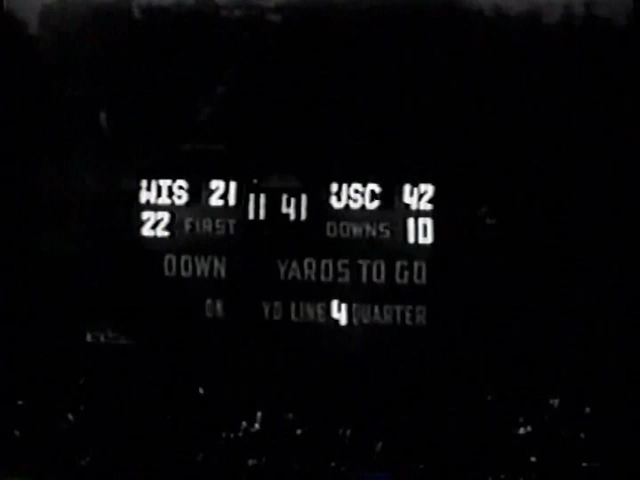 WIS 21 11 41 USC 42
22 FIRST DOWNS 10
DOWN YARDS TO GO
ON YD LINE 4 QUARTER